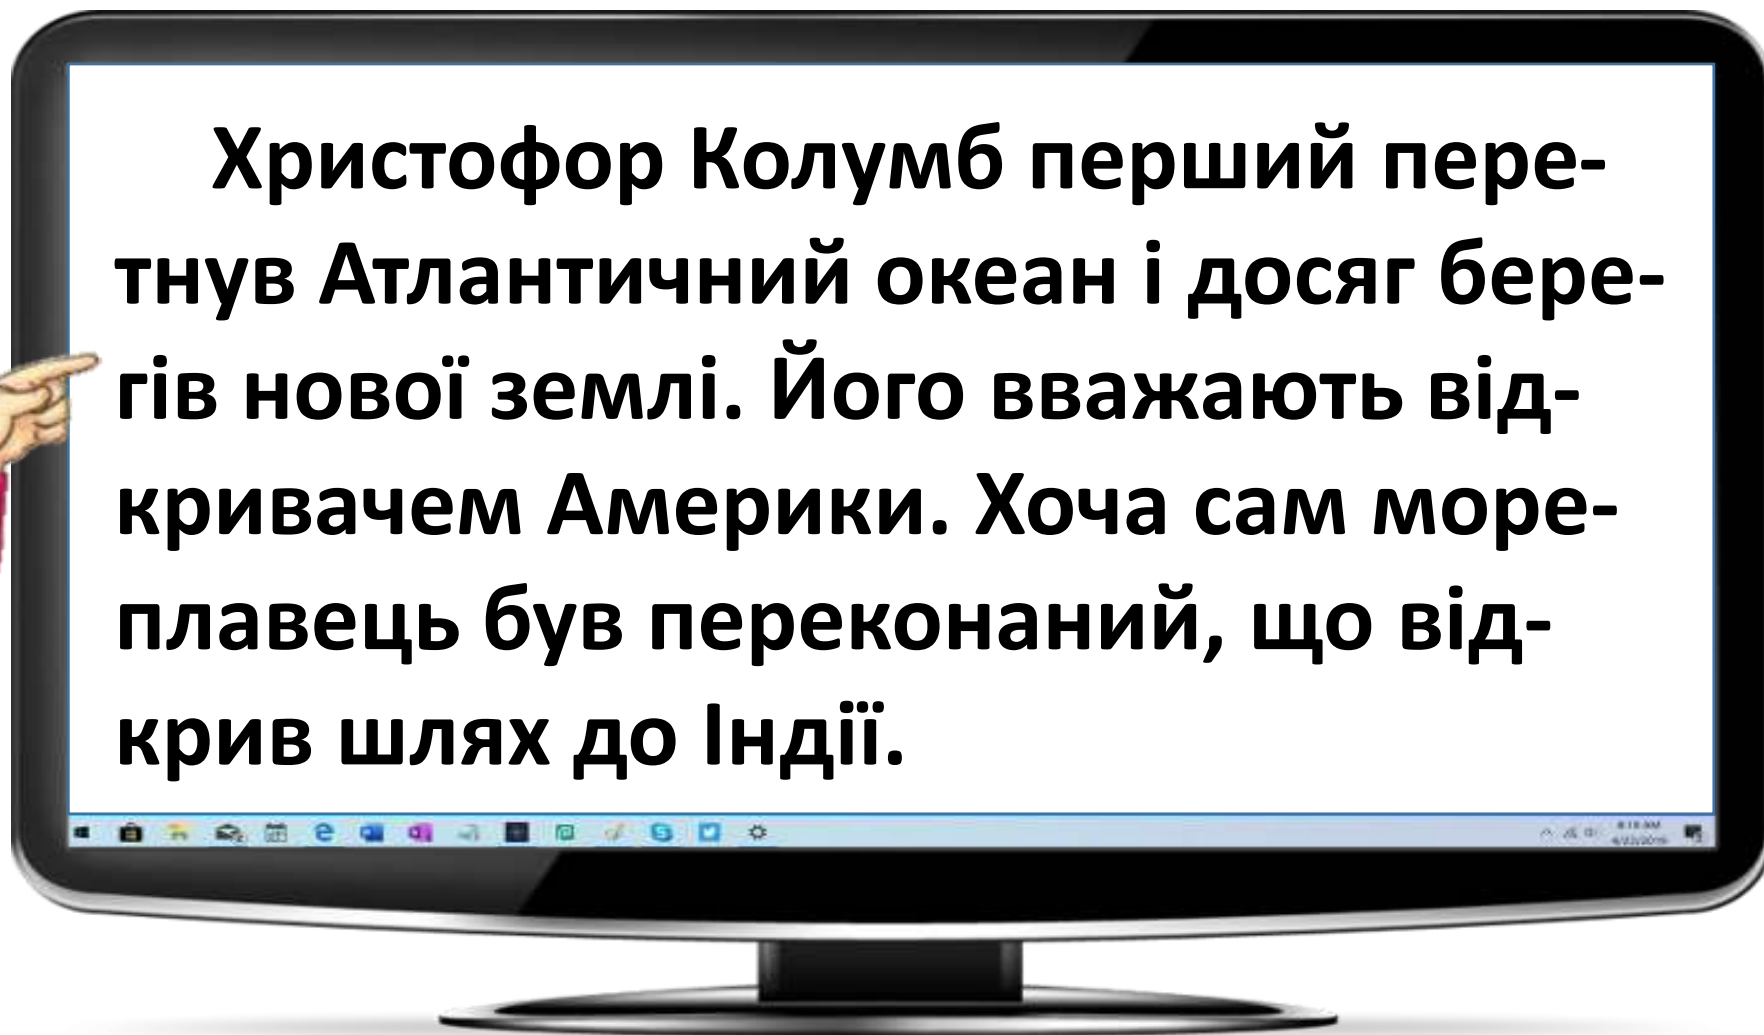 Христофор Колумб перший пере-
тнув Атлантичний океан і досяг бере-
гів нової землі. Його вважають від-
кривачем Америки. Хоча сам море-
плавець був переконаний, що від-
крив шлях до Індії.